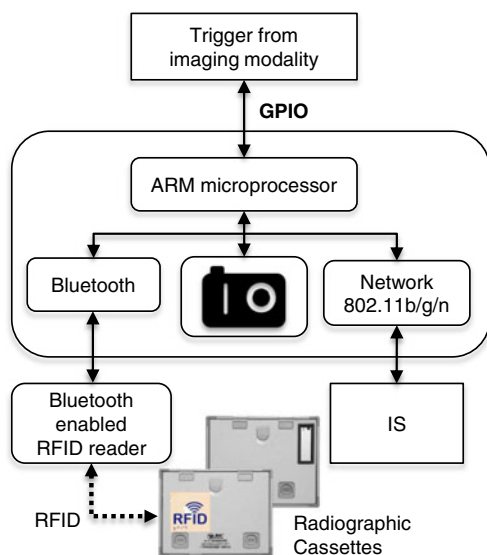 Trigger from
imaging modality
GPIO
ARM microprocessor
Bluetooth
Network
802.11b/g/n
Bluetooth
enabled
RFID reader
IS
RFID
RFID
Radiographic
Cassettes